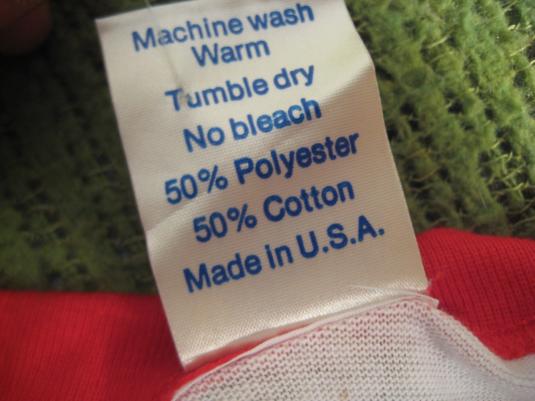 Machine wash
Warm
Tumble dry
No bleach
50% Polyester
50% Cotton
Made in U.S.A.